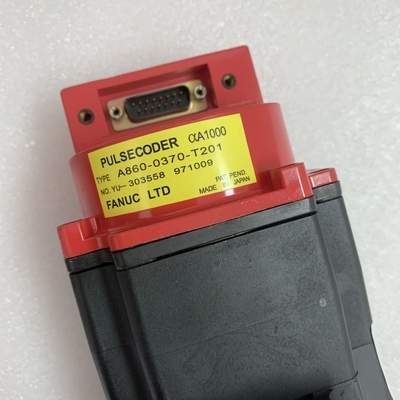 PULSECODER αA1000
TYPE A860-0370-T201
NO. YU-303558 971009
PAT. PEND.
FANUC LTD MADE IN JAPAN